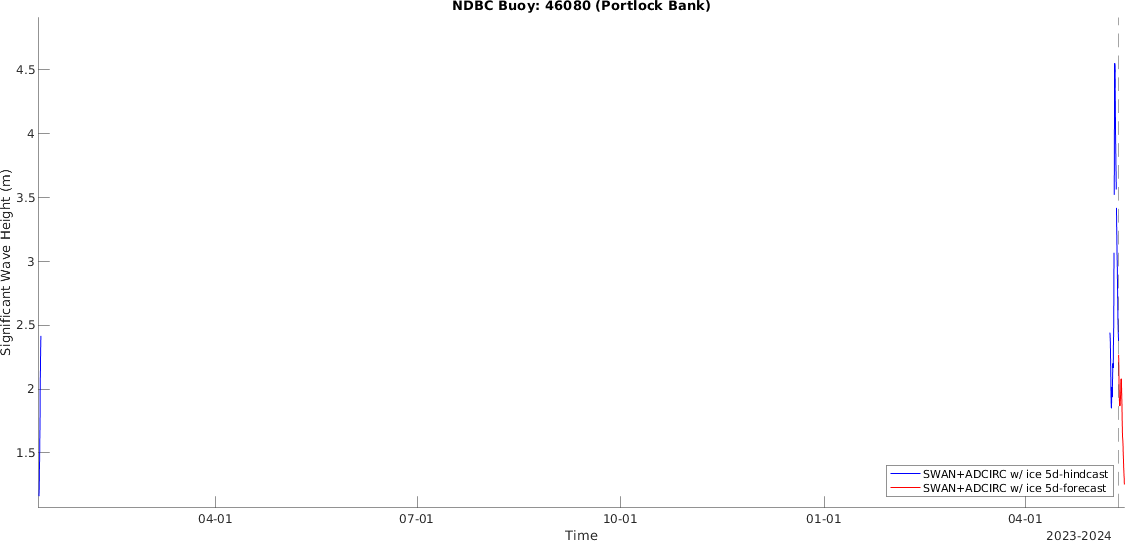 NDBC Buoy: 46080 (Portlock Bank)
Significant Wave Height (m)
4.5
4
3.5
3
2.5
2
1.5
SWAN+ADCIRC w/ ice 5d-hindcast
SWAN+ADCIRC w/ ice 5d-forecast
04-01
07-01
10-01
01-01
04-01
Time
2023-2024